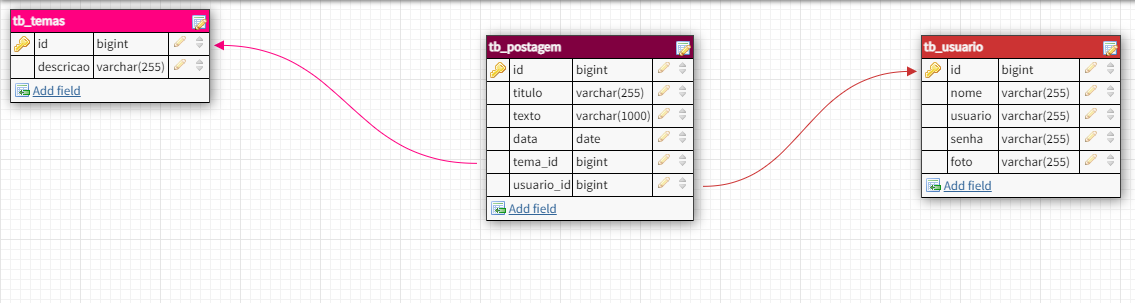 tb_temas
id bigint
descricao varchar(255)
Add field
tb_postagem
id bigint
titulo varchar(255)
texto varchar(1000)
data date
tema_id bigint
usuario_id bigint
Add field
tb_usuario
id bigint
nome varchar(255)
usuario varchar(255)
senha varchar(255)
foto varchar(255)
Add field